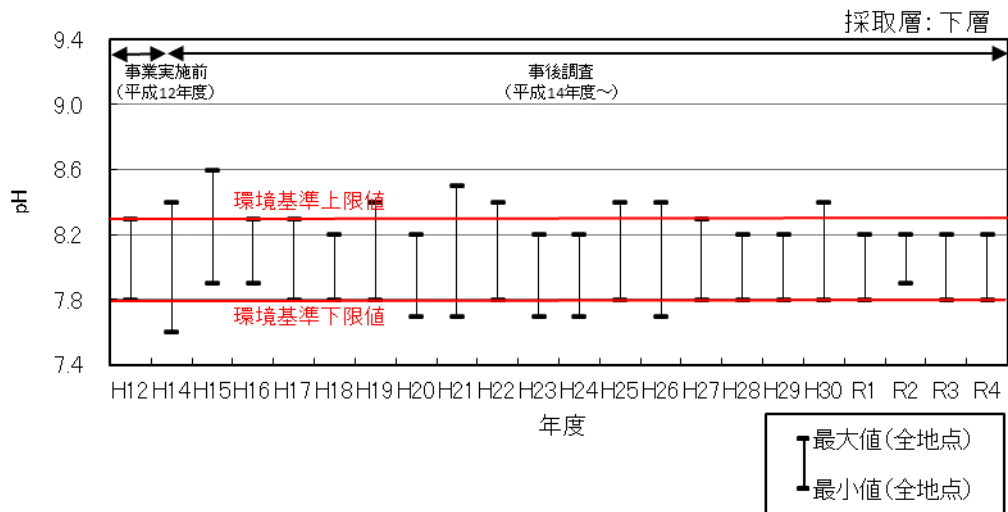 採取層：下層
9.4
事業実施前
（平成12年度）
事後調査
（平成14年度～）
9.0
8.6
環境基準上限値
pH
8.2
7.8
環境基準下限値
7.4
H12 H14 H15 H16 H17 H18 H19 H20 H21 H22 H23 H24 H25 H26 H27 H28 H29 H30 R1 R2 R3 R4
年度
最大値（全地点）
最小値（全地点）